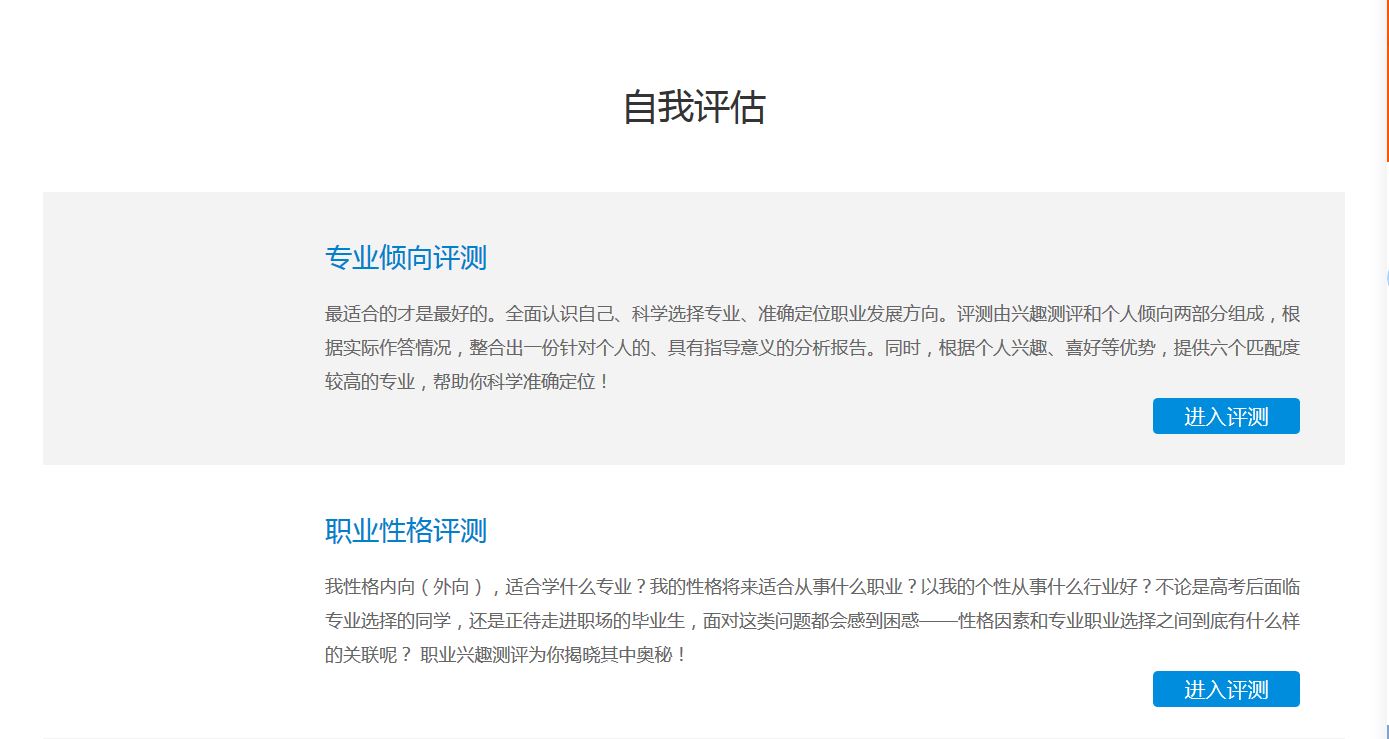 自我评估
专业倾向评测
最适合的才是最好的。全面认识自己、科学选择专业、准确定位职业发展方向。评测由兴趣测评和个人倾向两部分组成，根
据实际作答情况，整合出一份针对个人的、具有指导意义的分析报告。同时，根据个人兴趣、喜好等优势，提供六个匹配度
较高的专业，帮助你科学准确定位！
进入评测
职业性格评测
我性格内向（外向），适合学什么专业？我的性格将来适合从事什么职业？以我的个性从事什么行业好？不论是高考后面临
专业选择的同学，还是正待走进职场的毕业生，面对这类问题都会感到困惑——性格因素和专业职业选择之间到底有什么样
的关联呢？ 职业兴趣测评为你揭晓其中奥秘！
进入评测